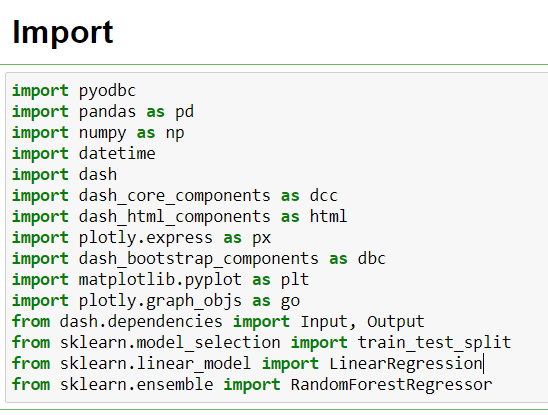 Import
import pyodbc
import pandas as pd
import numpy as np
import datetime
import dash
import dash_core_components as dcc
import dash_html_components as html
import plotly.express as px
import dash_bootstrap_components as dbc
import matplotlib.pyplot as plt
import plotly.graph_objs as go
from dash.dependencies import Input, Output
from sklearn.model_selection import train_test_split
from sklearn.linear_model import LinearRegression
from sklearn.ensemble import RandomForestRegressor